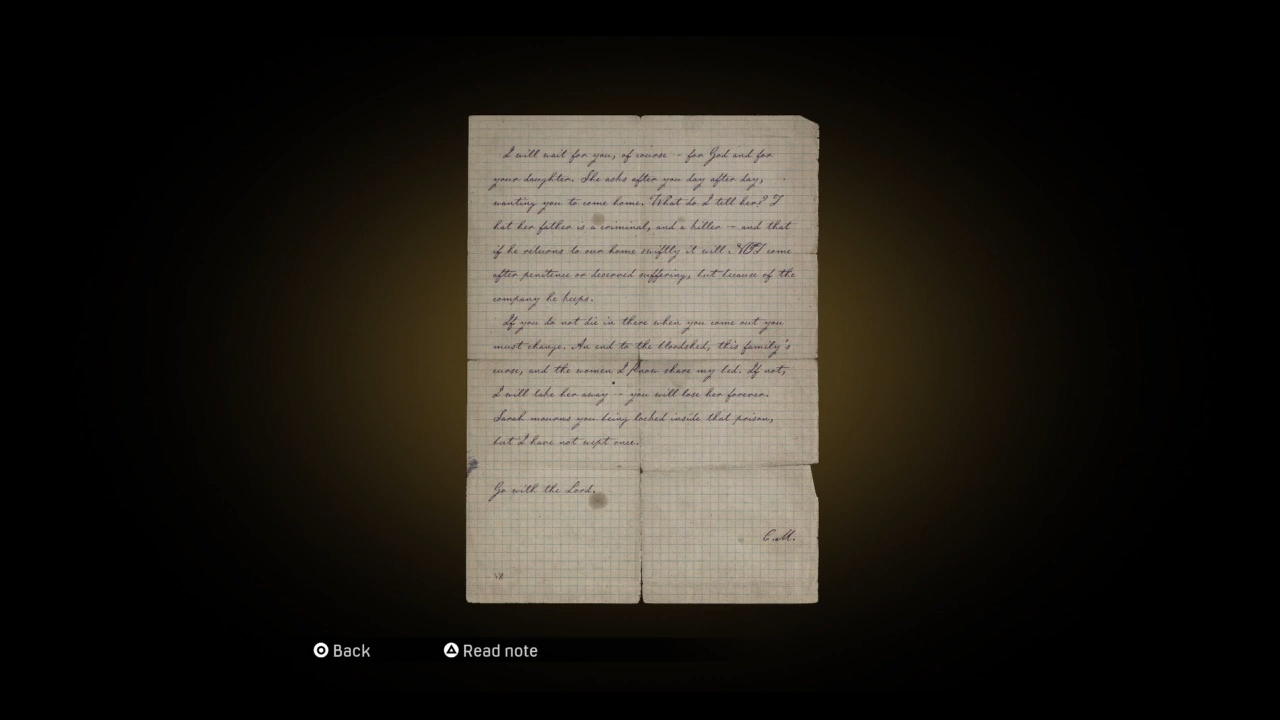 I will wait for you, of course - for God and for
your daughter. She asks after you day after day,
wanting you to come home. What do I tell her? T
hat her father is a criminal, and a killer - and that
if he returns to our home swiftly it will NOT come
after penitence or deserved suffering, but because of the
company he keeps.
If you do not die in there when you come out you
must change. An end to the bloodshed, this family's
curse, and the women I know share my bed. If not,
I will take her away - you will lose her forever.
Sarah mourns you being locked inside that prison,
but I have not wept once.
Go with the Lord.
C.M.
Back
Read note